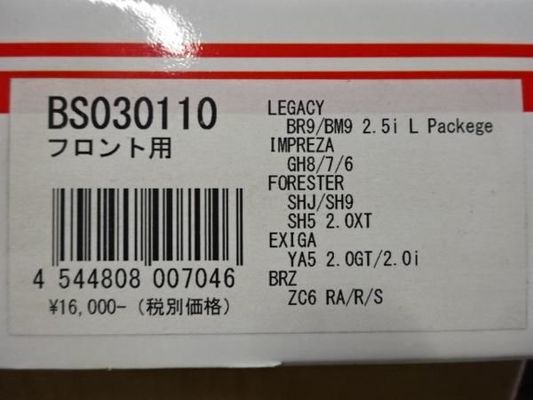 BS030110
フロント用
4 544808 007046
¥16,000-(税別価格)
LEGACY
BR9/BM9 2.5i L Packege
IMPREZA
GH8/7/6
FORESTER
SHJ/SH9
SH5 2.0XT
EXIGA
YA5 2.0GT/2.0i
BRZ
ZC6 RA/R/S